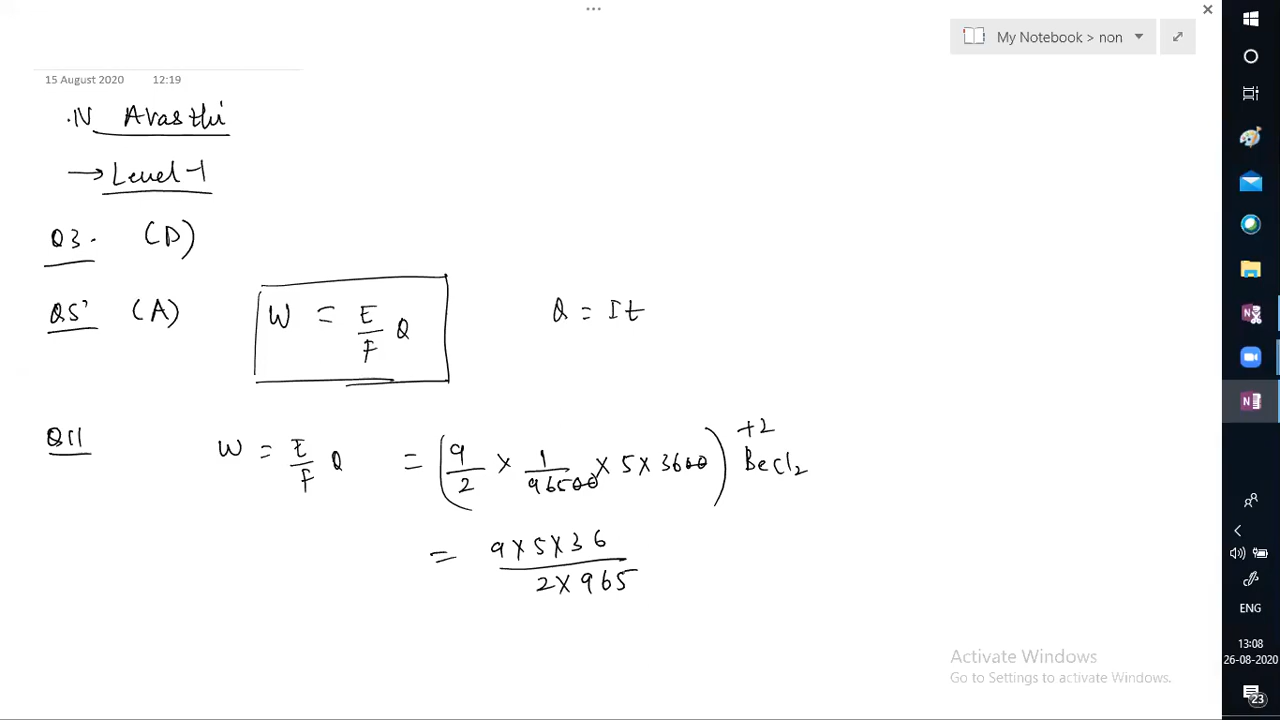 My Notebook > non
15 August 2020 12:19
.N Avasthi
→ Level-1
Q3. (D)
Q5 (A) W = E/F Q Q = It
Q11 W = E/F Q = (9/2 × 1/96500 × 5 × 3600) +2 BeCl2
= 9×5×36 / 2×965
Activate Windows
Go to Settings to activate Windows.
ENG
13:08
26-08-2020
23